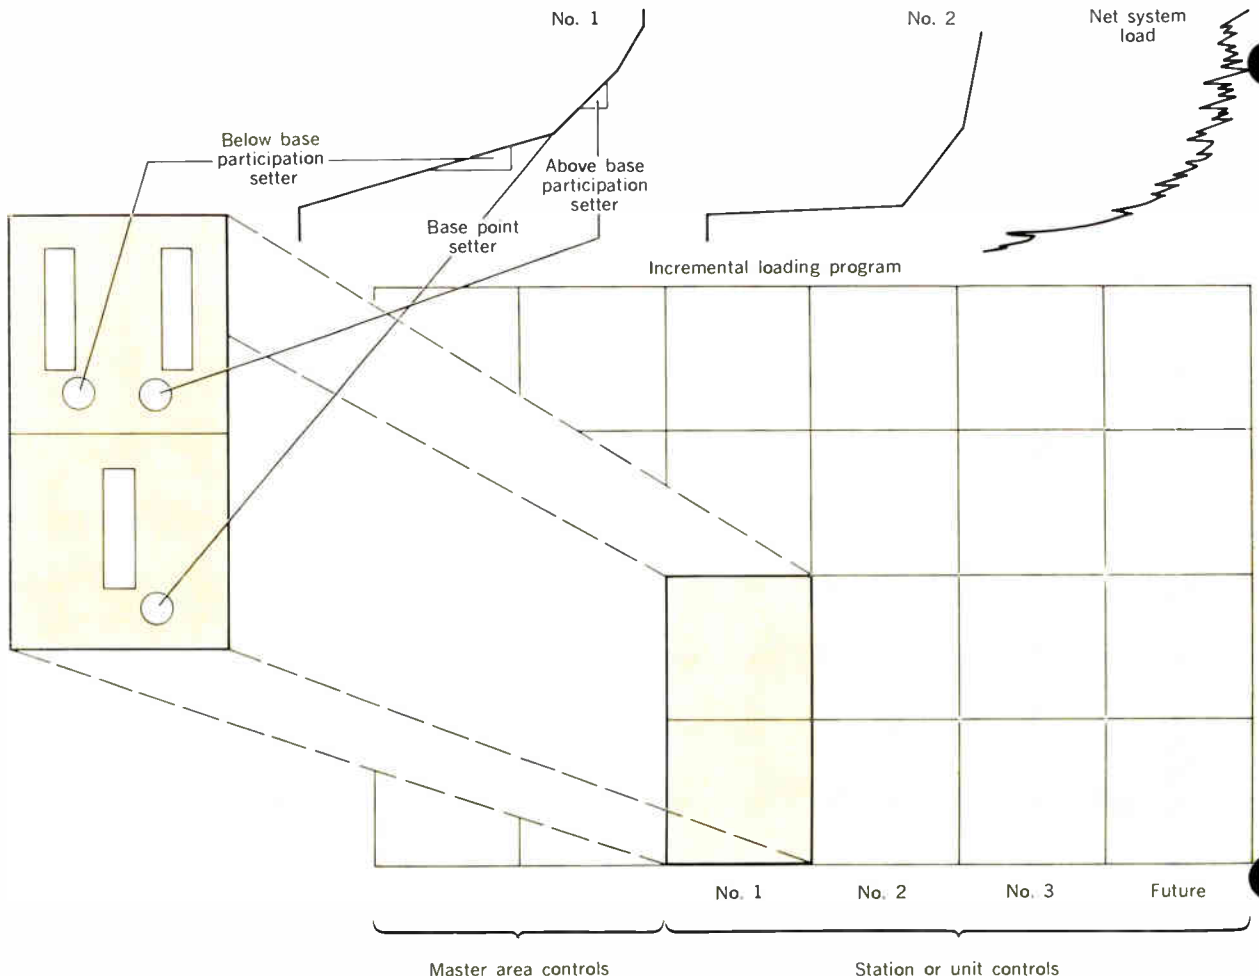 No. 1
No. 2
Net system
load
Below base
participation
setter
Above base
participation
setter
Base point
setter
Incremental loading program
No. 1
No. 2
No. 3
Future
Master area controls
Station or unit controls